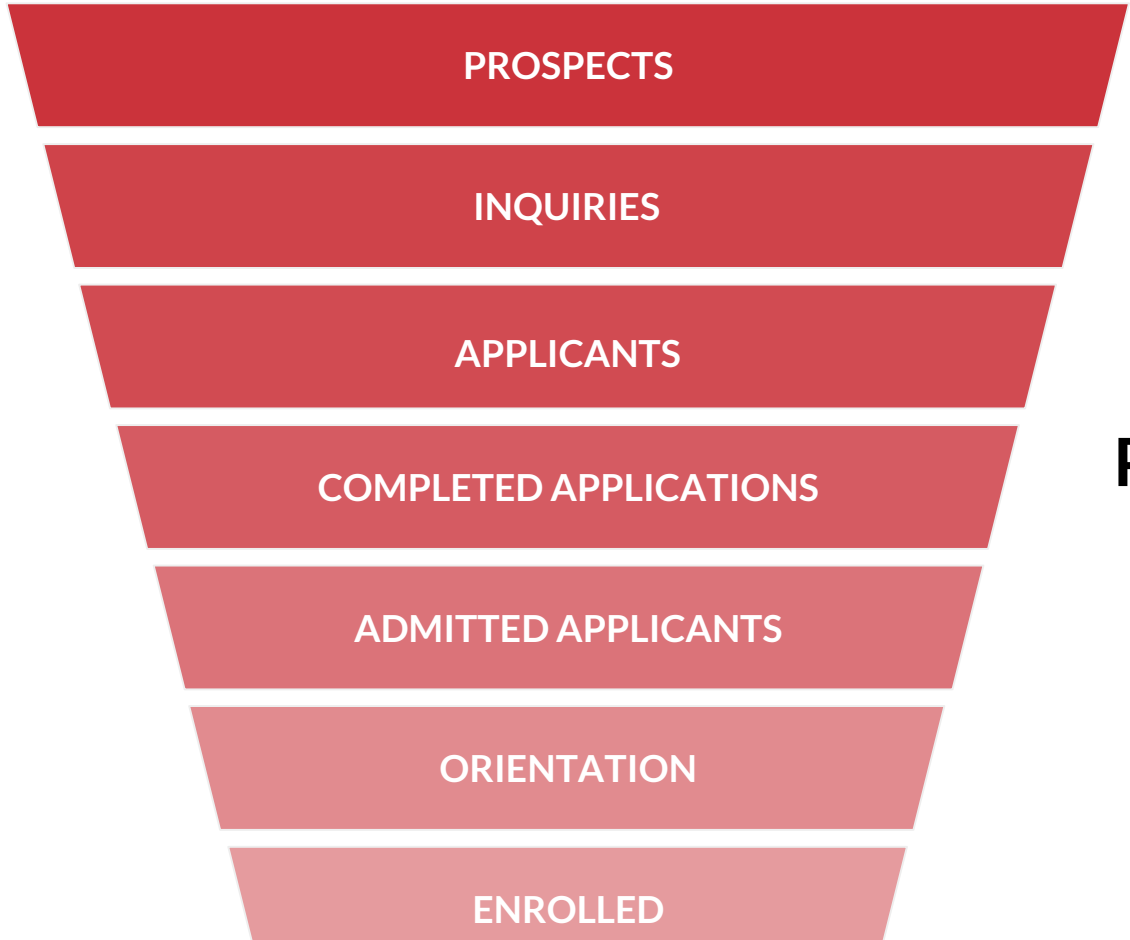 PROSPECTS
INQUIRIES
APPLICANTS
COMPLETED APPLICATIONS
ADMITTED APPLICANTS
ORIENTATION
ENROLLED